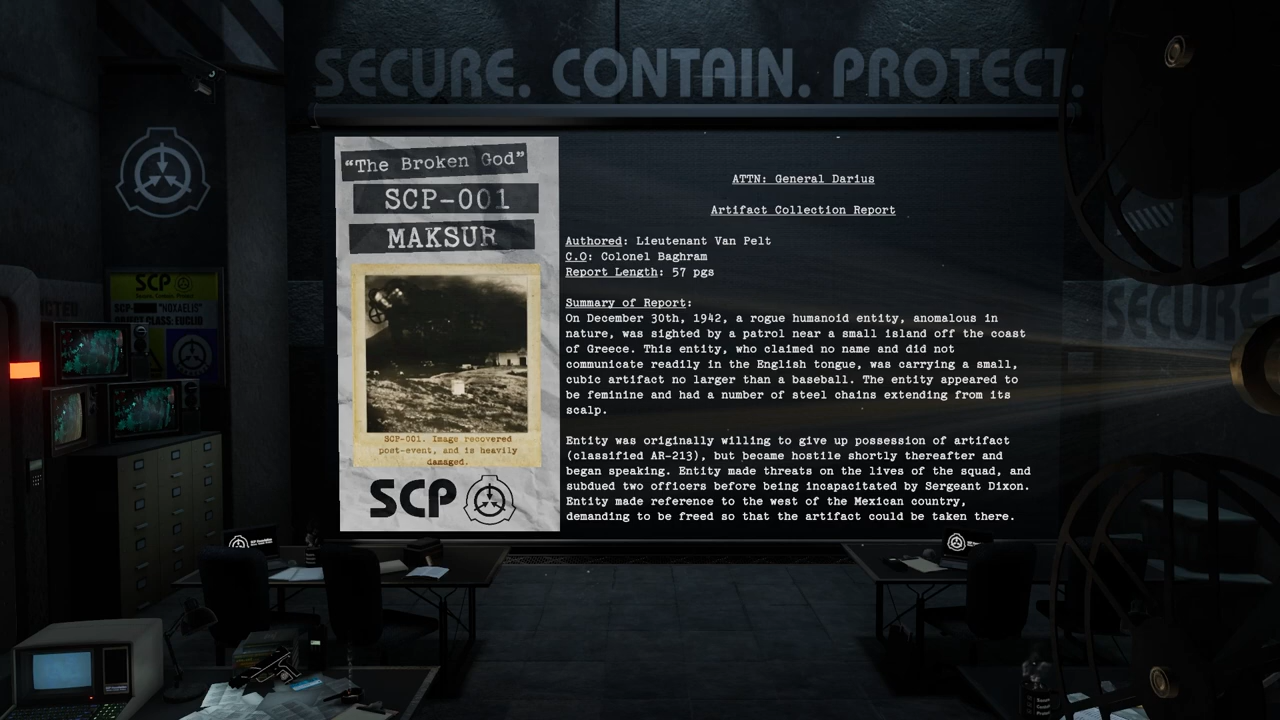 SECURE. CONTAIN. PROTECT.
“The Broken God”
SCP-001
MAKSUR
SCP-001. Image recovered
post-event, and is heavily
damaged.
SCP
ATTN: General Darius
Artifact Collection Report
Authored: Lieutenant Van Pelt
C.O: Colonel Baghram
Report Length: 57 pgs
Summary of Report:
On December 30th, 1942, a rogue humanoid entity, anomalous in
nature, was sighted by a patrol near a small island off the coast
of Greece. This entity, who claimed no name and did not
communicate readily in the English tongue, was carrying a small,
cubic artifact no larger than a baseball. The entity appeared to
be feminine and had a number of steel chains extending from its
scalp.
Entity was originally willing to give up possession of artifact
(classified AR-213), but became hostile shortly thereafter and
began speaking. Entity made threats on the lives of the squad, and
subdued two officers before being incapacitated by Sergeant Dixon.
Entity made reference to the west of the Mexican country,
demanding to be freed so that the artifact could be taken there.
SCP
Secure. Contain. Protect.
SCP- "NOXAELIS"
OBJECT CLASS: EUCLID
SECURE